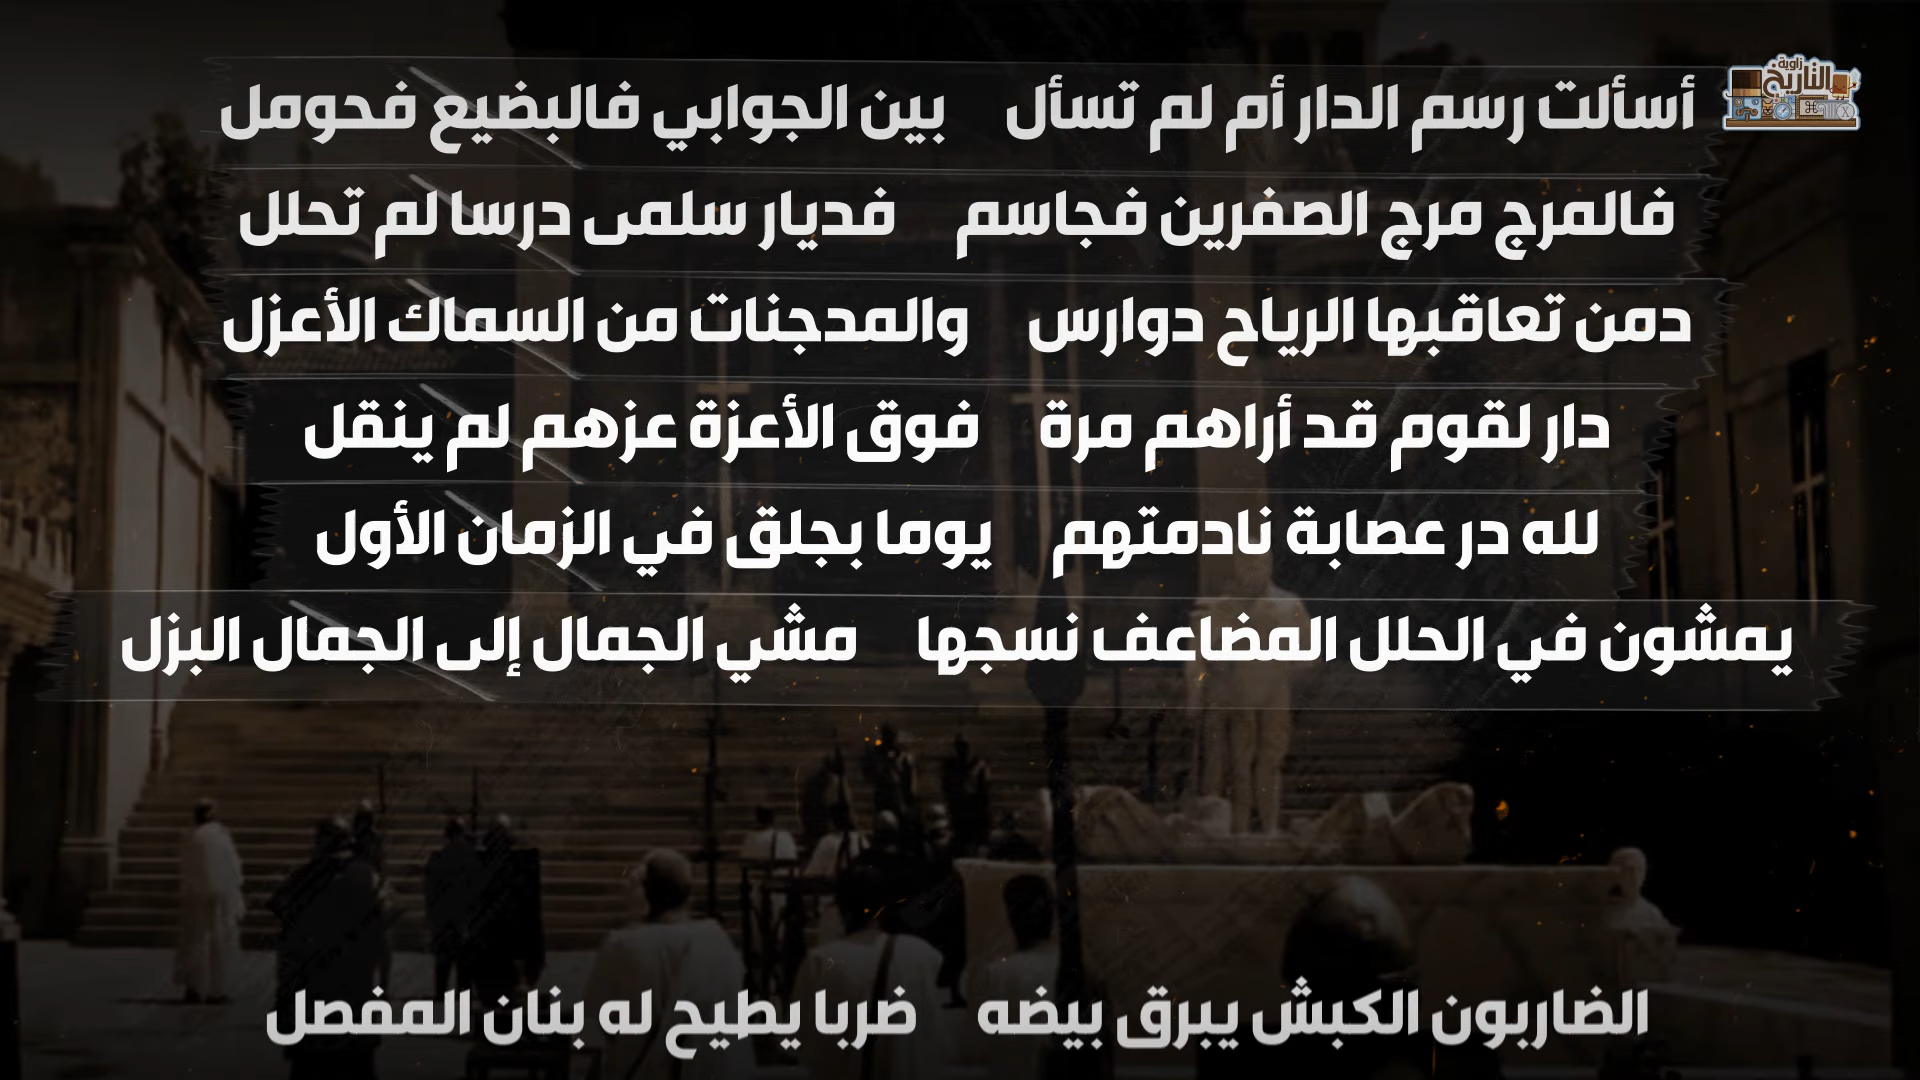 زاوية
التاريخ
أسألت رسم الدار أم لم تسأل بين الجوابي فالبضيع فحومل
فالمرج مرج الصفرين فجاسم فديار سلمى درسا لم تحلل
دمن تعاقبها الرياح دوارس والمدجنات من السماك الأعزل
دار لقوم قد أراهم مرة فوق الأعزة عزهم لم ينقل
لله در عصابة نادمتهم يوما بجلق في الزمان الأول
يمشون في الحلل المضاعف نسجها مشي الجمال إلى الجمال البزل
الضاربون الكبش يبرق بيضه ضربا يطيح له بنان المفصل